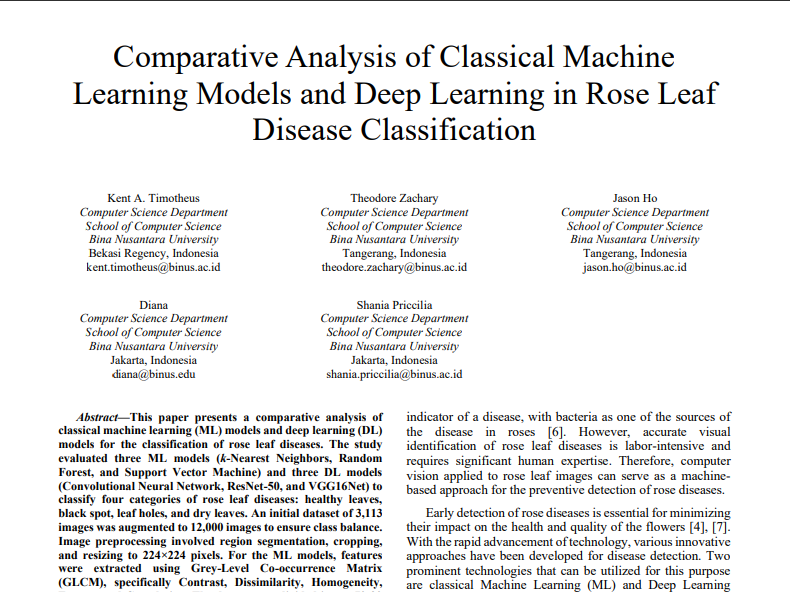 Comparative Analysis of Classical Machine
Learning Models and Deep Learning in Rose Leaf
Disease Classification
Kent A. Timotheus
Computer Science Department
School of Computer Science
Bina Nusantara University
Bekasi Regency, Indonesia
kent.timotheus@binus.ac.id
Theodore Zachary
Computer Science Department
School of Computer Science
Bina Nusantara University
Tangerang, Indonesia
theodore.zachary@binus.ac.id
Jason Ho
Computer Science Department
School of Computer Science
Bina Nusantara University
Tangerang, Indonesia
jason.ho@binus.ac.id
Diana
Computer Science Department
School of Computer Science
Bina Nusantara University
Jakarta, Indonesia
diana@binus.edu
Shania Priccilia
Computer Science Department
School of Computer Science
Bina Nusantara University
Jakarta, Indonesia
shania.priccilia@binus.ac.id
Abstract—This paper presents a comparative analysis of
classical machine learning (ML) models and deep learning (DL)
models for the classification of rose leaf diseases. The study
evaluated three ML models (k-Nearest Neighbors, Random
Forest, and Support Vector Machine) and three DL models
(Convolutional Neural Network, ResNet-50, and VGG16Net) to
classify four categories of rose leaf diseases: healthy leaves,
black spot, leaf holes, and dry leaves. An initial dataset of 3,113
images was augmented to 12,000 images to ensure class balance.
Image preprocessing involved region segmentation, cropping,
and resizing to 224×224 pixels. For the ML models, features
were extracted using Grey-Level Co-occurrence Matrix
(GLCM), specifically Contrast, Dissimilarity, Homogeneity,
indicator of a disease, with bacteria as one of the sources of
the disease in roses [6]. However, accurate visual
identification of rose leaf diseases is labor-intensive and
requires significant human expertise. Therefore, computer
vision applied to rose leaf images can serve as a machine-
based approach for the preventive detection of rose diseases.
Early detection of rose diseases is essential for minimizing
their impact on the health and quality of the flowers [4], [7].
With the rapid advancement of technology, various innovative
approaches have been developed for disease detection. Two
prominent technologies that can be utilized for this purpose
are classical Machine Learning (ML) and Deep Learning